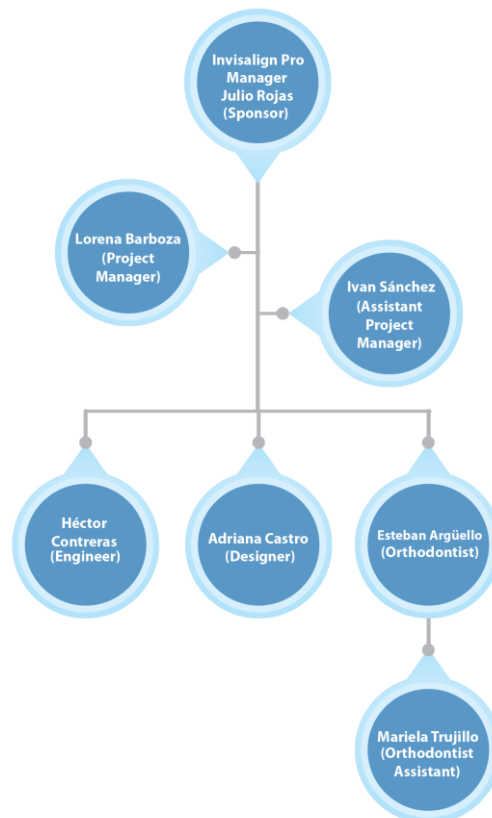 Invisalign Pro
Manager
Julio Rojas
(Sponsor)
Lorena Barboza
(Project
Manager)
Ivan Sánchez
(Assistant
Project
Manager)
Héctor
Contreras
(Engineer)
Adriana Castro
(Designer)
Esteban Argüello
(Orthodontist)
Mariela Trujillo
(Orthodontist
Assistant)